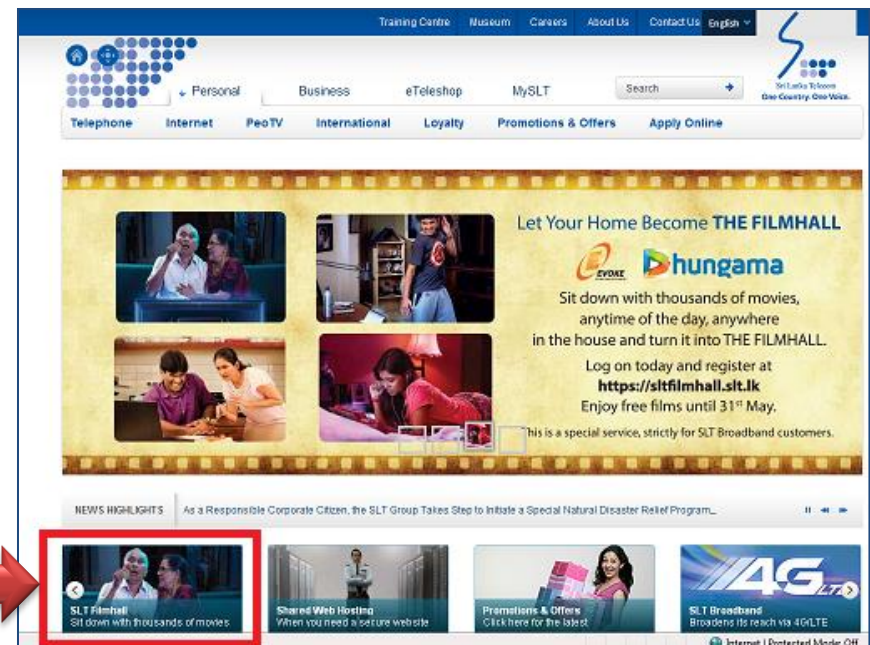 Training Centre Museum Careers About Us Contact Us English
Personal Business eTeleshop MySLT Search
Sri Lanka Telecom
One Country. One Voice.
Telephone Internet PeoTV International Loyalty Promotions & Offers Apply Online
Let Your Home Become THE FILMHALL
EVOKE hungama
Sit down with thousands of movies,
anytime of the day, anywhere
in the house and turn it into THE FILMHALL.
Log on today and register at
https://sltfilmhall.slt.lk
Enjoy free films until 31st May.
This is a special service, strictly for SLT Broadband customers.
NEWS HIGHLIGHTS As a Responsible Corporate Citizen, the SLT Group Takes Step to Initiate a Special Natural Disaster Relief Program...
SLT Filmhall
Sit down with thousands of movies
Shared Web Hosting
When you need a secure website
Promotions & Offers
Click here for the latest
4G LTE
SLT Broadband
Broadens its reach via 4G/LTE
Internet | Protected Mode: Off